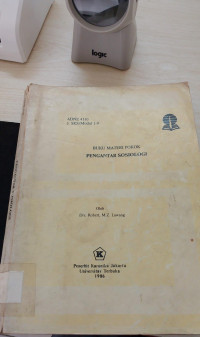 logic
BUKU MATERI POKOK
PENGANTAR SOSIOLOGI
Oleh :
Drs. Robert. M.Z. Lawang
K
Penerbit Karunika Jakarta
Universitas Terbuka
1986